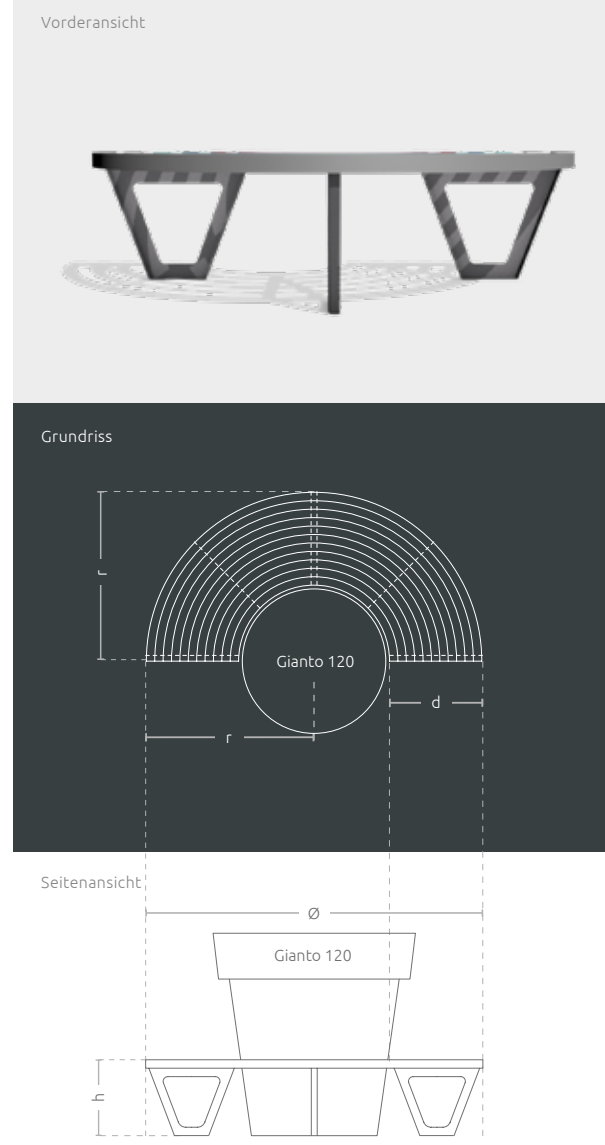 Vorderansicht
Grundriss
r
Gianto 120
d
r
Seitenansicht
Ø
Gianto 120
h